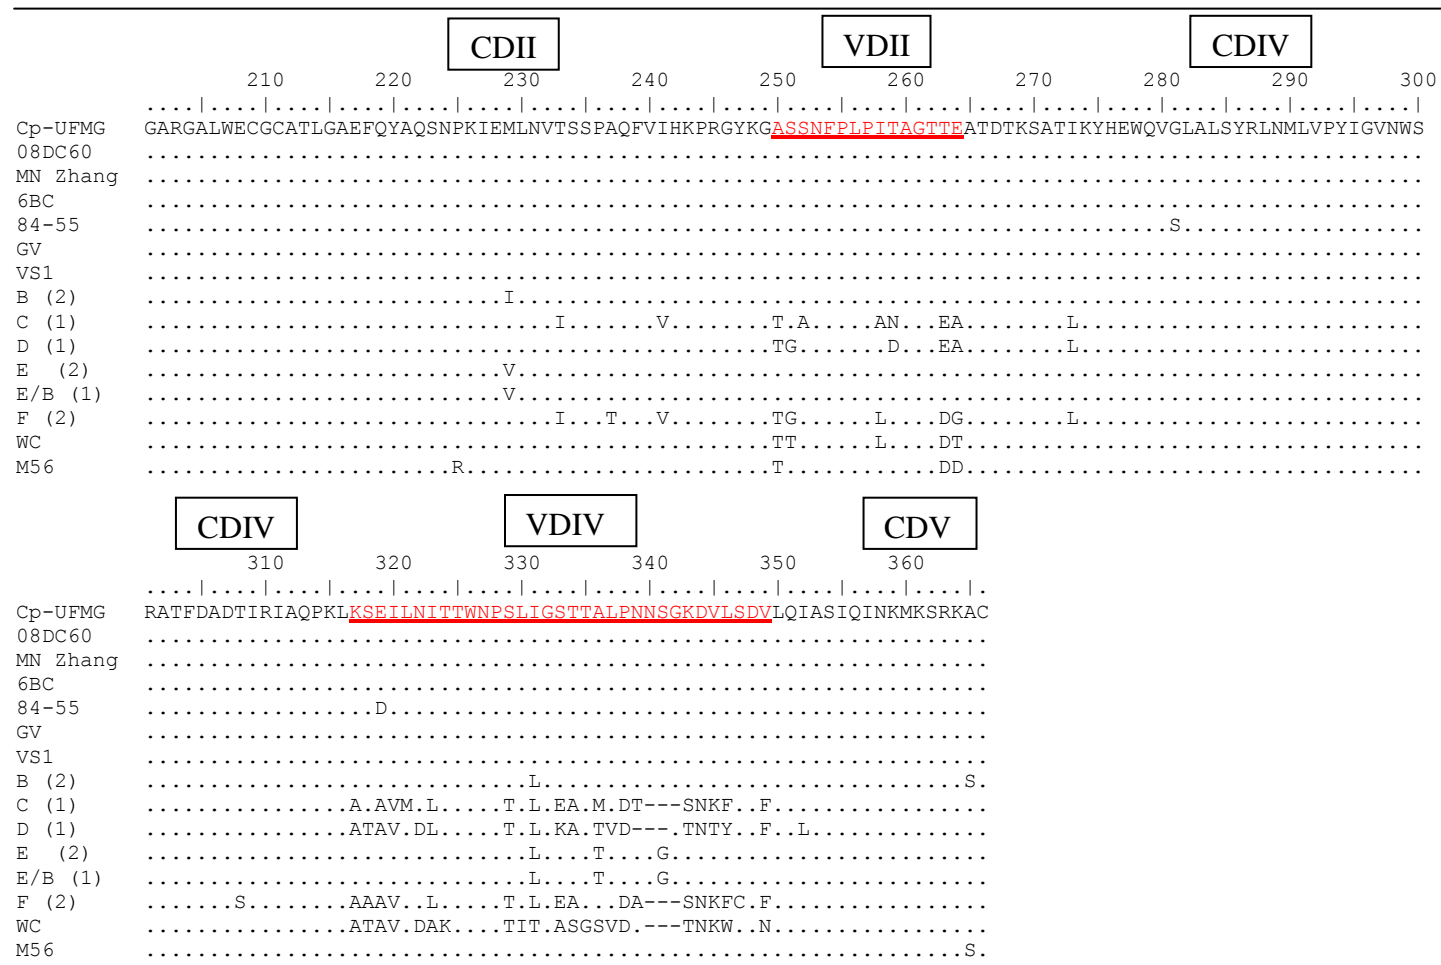 CDII VDII CDIV
210 220 230 240 250 260 270 280 290 300
....|....|....|....|....|....|....|....|....|....|....|....|....|....|....|....|....|....|....|....|
Cp-UFMG GARGALWECGCATLGAEFQYAQSNPKIEMLNVTSSPAQFVIHKPRGYKGASSNFPLPITAGTTEATDTKSATIKYHEWQVGLALSYRLNMLVPYIGVNWS
08DC60 ....................................................................................................
MN Zhang ....................................................................................................
6BC ....................................................................................................
84-55 ................................................................................S...................
GV ....................................................................................................
VS1 ....................................................................................................
B (2) ............................I.......................................................................
C (1) ................................I.......V........T.A.....AN...EA........L...........................
D (1) .................................................TG.......D...EA........L...........................
E (2) ............................V.......................................................................
E/B (1) ............................V.......................................................................
F (2) ................................I...T...V........TG......L....DG........L...........................
WC .................................................TT......L....DT....................................
M56 ........................R........................T............DD....................................
CDIV VDIV CDV
310 320 330 340 350 360
....|....|....|....|....|....|....|....|....|....|....|....|....|.
Cp-UFMG RATFDADTIRIAQPKLKSEILNITTWNPSLIGSTTALPNNSGKDVLSDVLQIASIQINKMKSRKAC
08DC60 ..................................................................
MN Zhang ..................................................................
6BC ..................................................................
84-55 ..................D...............................................
GV ..................................................................
VS1 ..................................................................
B (2) ..............................L.................................S.
C (1) ................A.AVM.L.....T.L.EA.M.DT---SNKF..F.................
D (1) ................ATAV.DL.....T.L.KA.TVD---.TNTY..F..L..............
E (2) ..............................L....T....G.........................
E/B (1) ..............................L....T....G.........................
F (2) .......S........AAAV..L.....T.L.EA...DA---SNKFC.F.................
WC ................ATAV.DAK....TIT.ASGSVD.---TNKW..N.................
M56 ................................................................S.